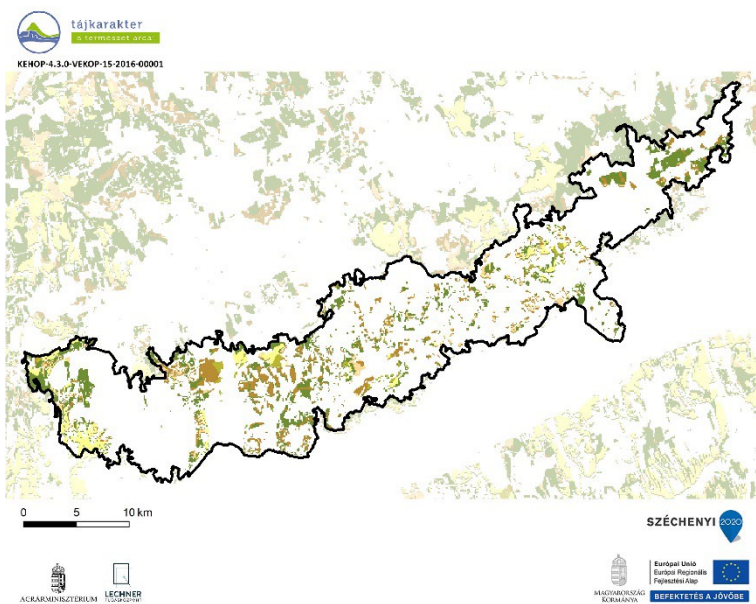 tájkarakter
a természet arca
KEHOP-4.3.0-VEKOP-15-2016-00001
0 5 10 km
SZÉCHENYI 2020
AGRÁRMINISZTÉRIUM
LECHNER
TUDÁSKÖZPONT
MAGYARORSZÁG
KORMÁNYA
Európai Unió
Európai Regionális
Fejlesztési Alap
BEFEKTETÉS A JÖVŐBE